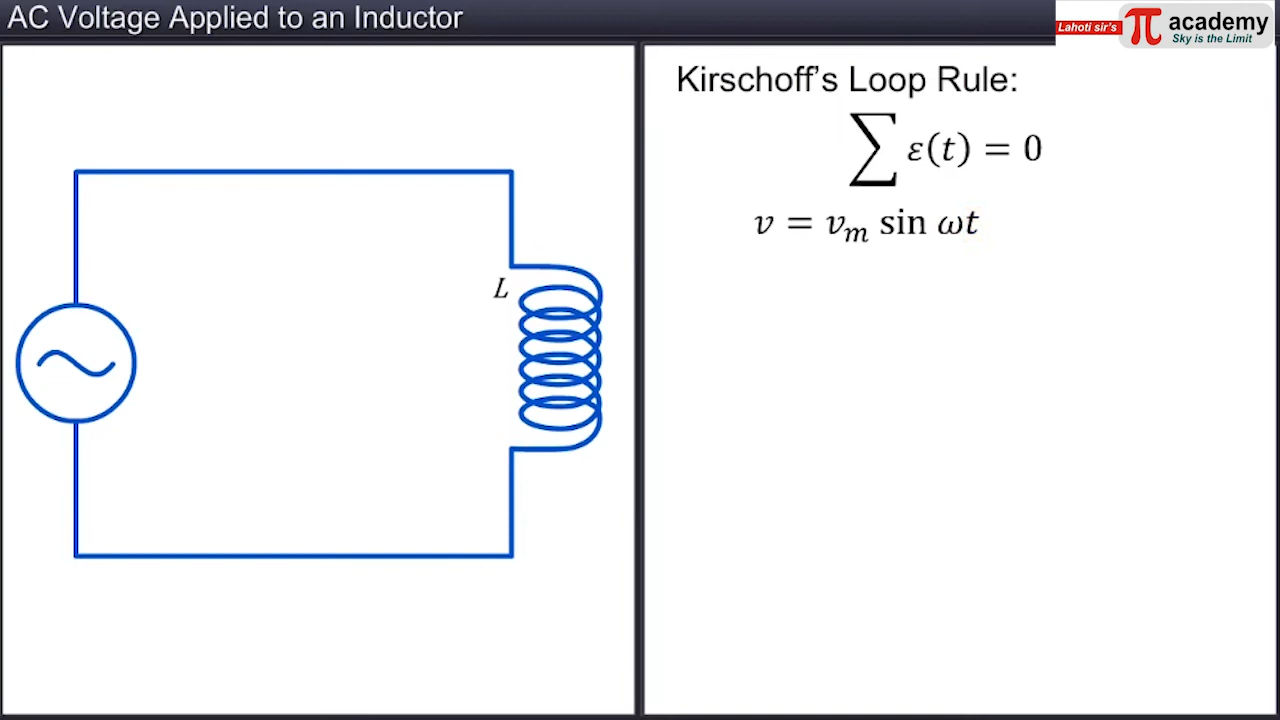 AC Voltage Applied to an Inductor
Lahoti sir's
π academy
Sky is the Limit
Kirschoff's Loop Rule:
∑ ε(t) = 0
v = vₘ sin ωt
L